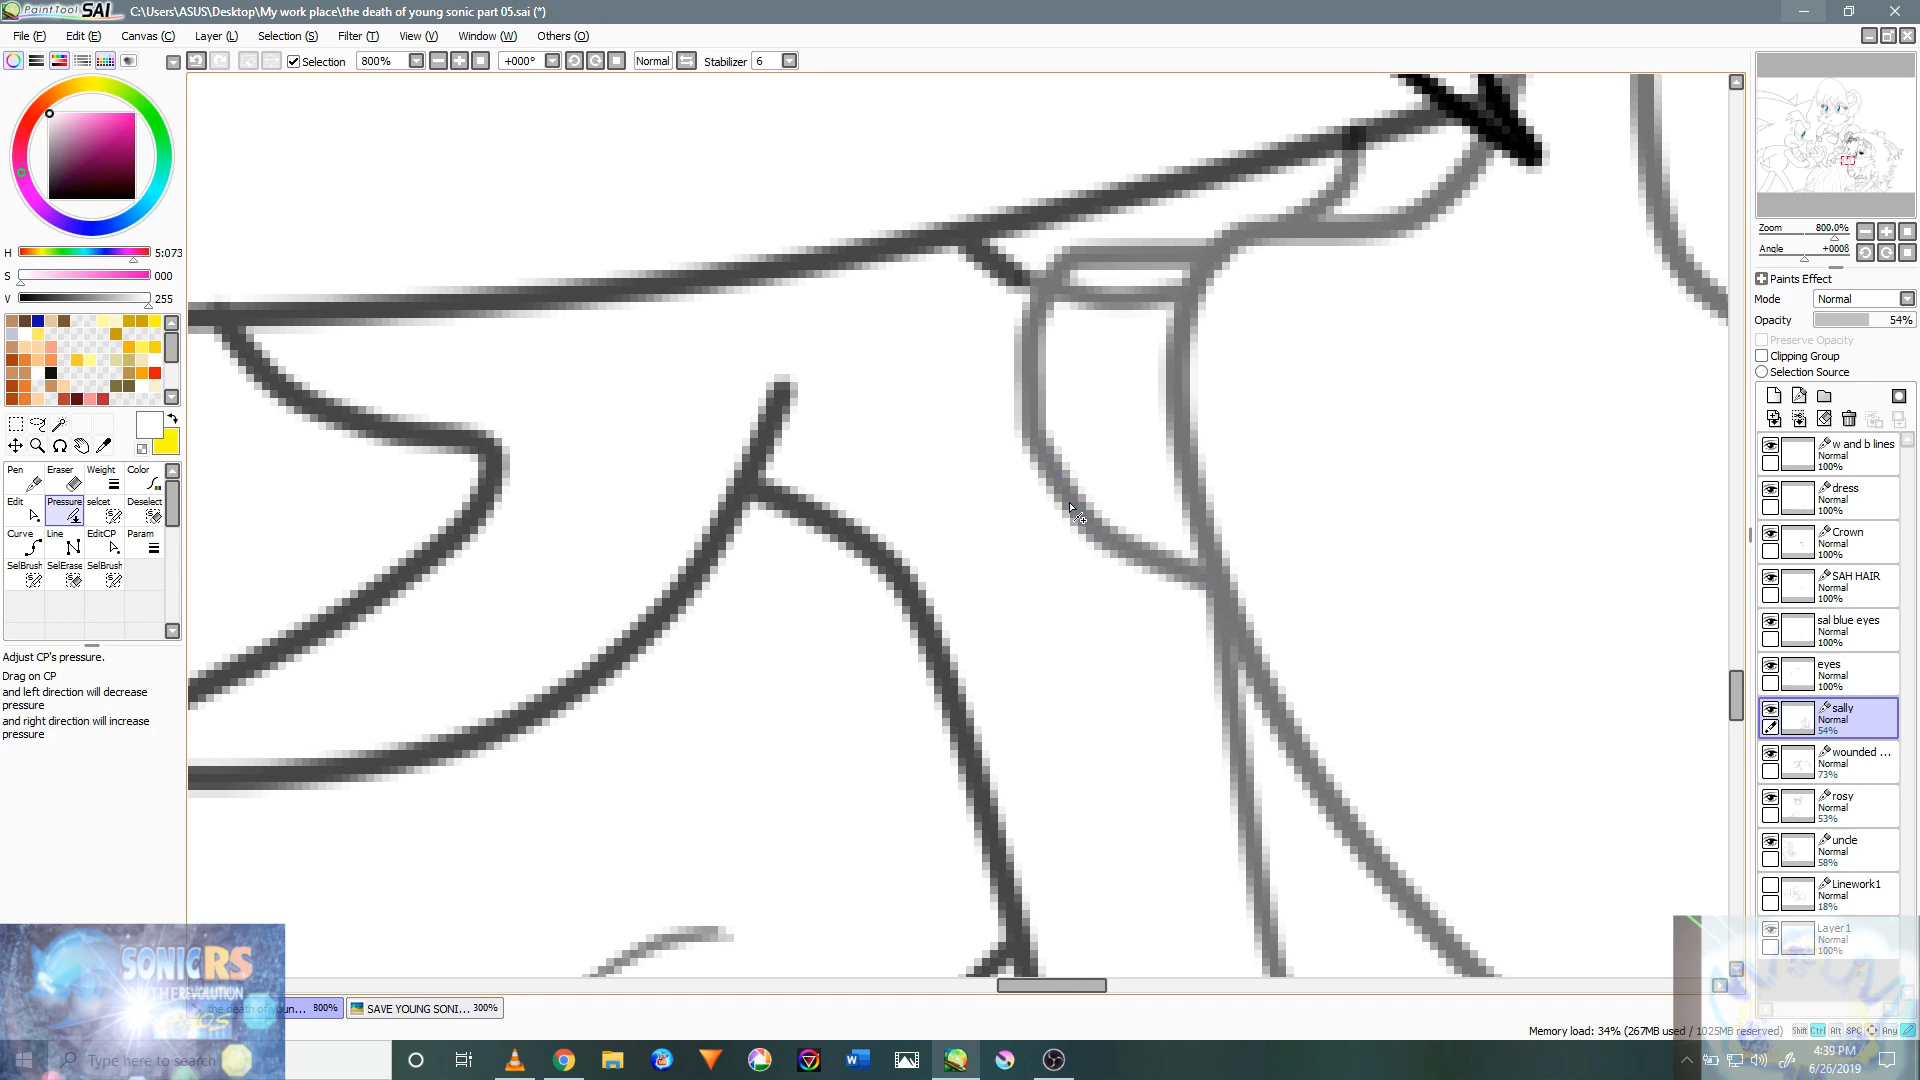 PaintTool SAI C:\Users\ASUS\Desktop\My work place\the death of young sonic part 05.sai (*)
File (F) Edit (E) Canvas (C) Layer (L) Selection (S) Filter (T) View (V) Window (W) Others (O)
Selection 800% +000° Normal Stabilizer 6
H 5:073
S 000
V 255
Pen Eraser Weight Color
Edit Pressure selcet Deselect
Curve Line EditCP Param
SelBrush SelErase SelBrush
Adjust CP's pressure.
Drag on CP
and left direction will decrease
pressure
and right direction will increase
pressure
Zoom 800.0%
Angle +000ß
Paints Effect
Mode Normal
Opacity 54%
Preserve Opacity
Clipping Group
Selection Source
w and b lines
Normal
100%
dress
Normal
100%
Crown
Normal
100%
SAH HAIR
Normal
100%
sal blue eyes
Normal
100%
eyes
Normal
100%
sally
Normal
54%
wounded ...
Normal
73%
rosy
Normal
53%
uncle
Normal
58%
Linework1
Normal
18%
Layer1
Normal
100%
SONIC RS
the death of youn... 800% SAVE YOUNG SONI... 300%
Memory load: 34% (267MB used / 1025MB reserved) Shift Ctrl Alt SPC Any
Type here to search
4:39 PM
6/26/2019